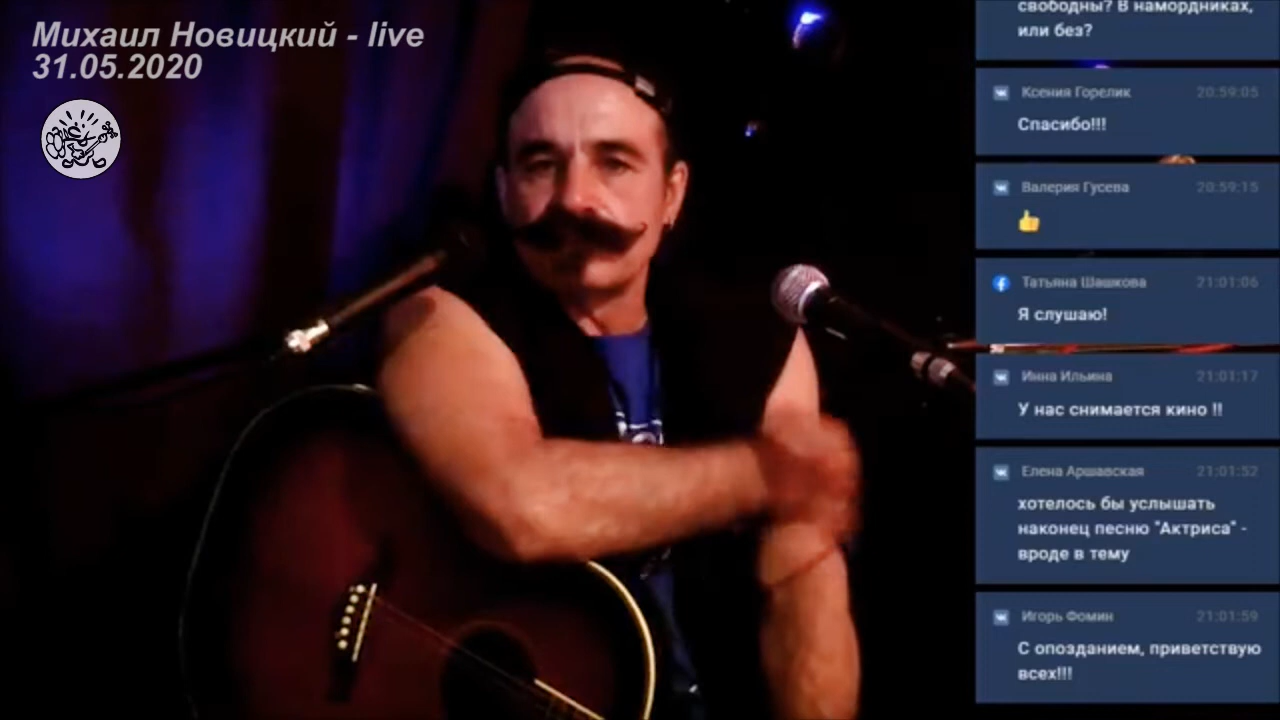 Михаил Новицкий - live
31.05.2020
свободны? В намордниках,
или без?
Ксения Горелик 20:59:05
Спасибо!!!
Валерия Гусева 20:59:15
👍
Татьяна Шашкова 21:01:06
Я слушаю!
Инна Ильина 21:01:17
У нас снимается кино !!
Елена Аршавская 21:01:52
хотелось бы услышать
наконец песню "Актриса" -
вроде в тему
Игорь Фомин 21:01:59
С опозданием, приветствую
всех!!!